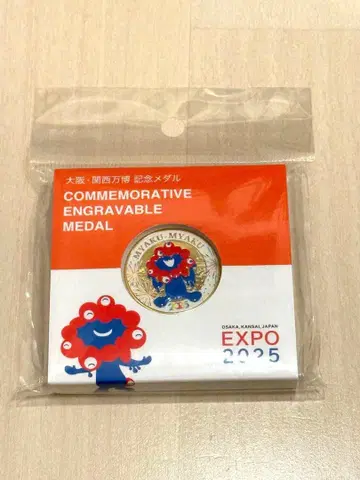 大阪・関西万博 記念メダル
COMMEMORATIVE
ENGRAVABLE
MEDAL
MYAKU-MYAKU
OSAKA, KANSAI, JAPAN
EXPO
2025